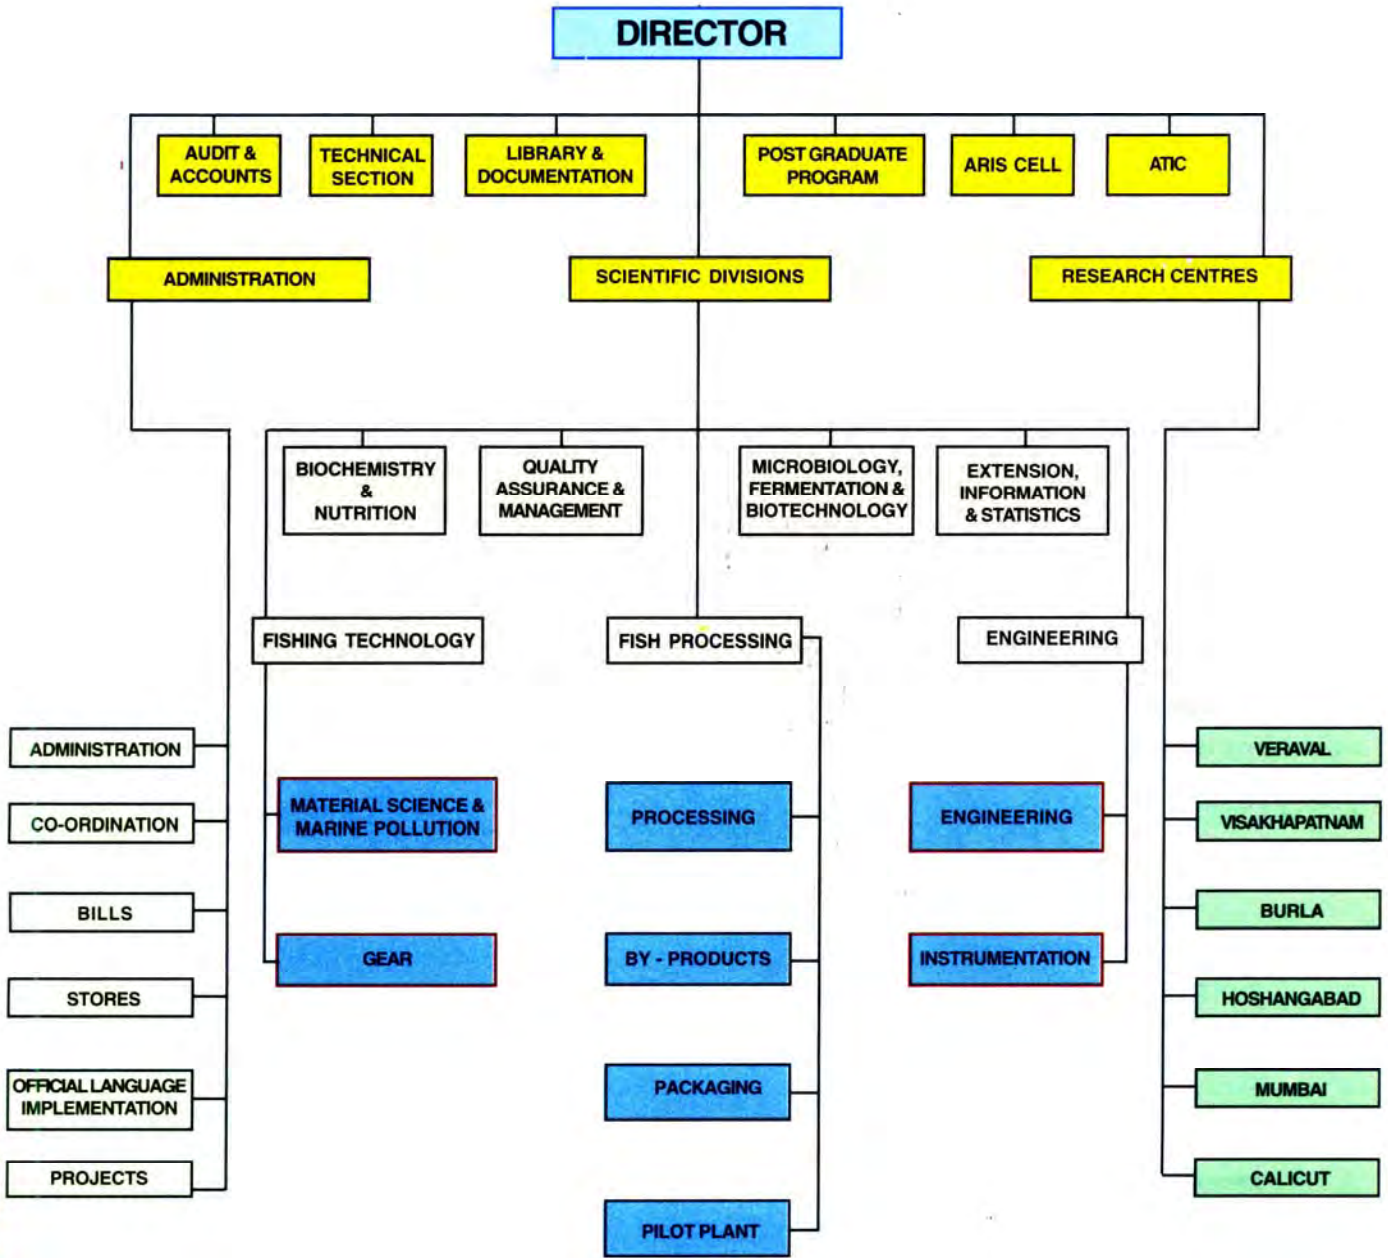 DIRECTOR
AUDIT &
ACCOUNTS
TECHNICAL
SECTION
LIBRARY &
DOCUMENTATION
POST GRADUATE
PROGRAM
ARIS CELL
ATIC
ADMINISTRATION
SCIENTIFIC DIVISIONS
RESEARCH CENTRES
BIOCHEMISTRY
&
NUTRITION
QUALITY
ASSURANCE &
MANAGEMENT
MICROBIOLOGY,
FERMENTATION &
BIOTECHNOLOGY
EXTENSION,
INFORMATION
& STATISTICS
FISHING TECHNOLOGY
FISH PROCESSING
ENGINEERING
ADMINISTRATION
CO-ORDINATION
BILLS
STORES
OFFICIAL LANGUAGE
IMPLEMENTATION
PROJECTS
MATERIAL SCIENCE &
MARINE POLLUTION
GEAR
PROCESSING
BY - PRODUCTS
PACKAGING
PILOT PLANT
ENGINEERING
INSTRUMENTATION
VERAVAL
VISAKHAPATNAM
BURLA
HOSHANGABAD
MUMBAI
CALICUT